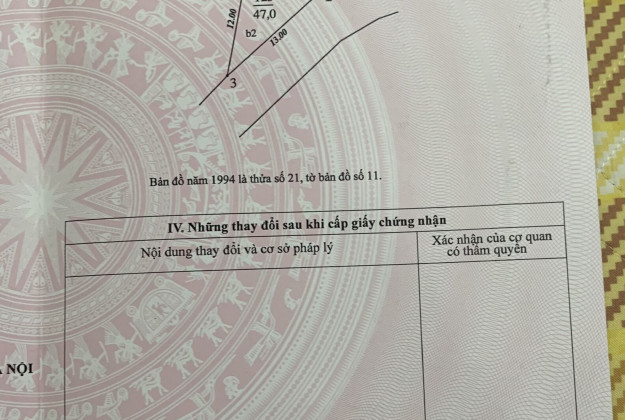 12.00
47,0
b2
13.00
3
Bản đồ năm 1994 là thửa số 21, tờ bản đồ số 11.
IV. Những thay đổi sau khi cấp giấy chứng nhận
Nội dung thay đổi và cơ sở pháp lý
Xác nhận của cơ quan
có thẩm quyền
NỘI